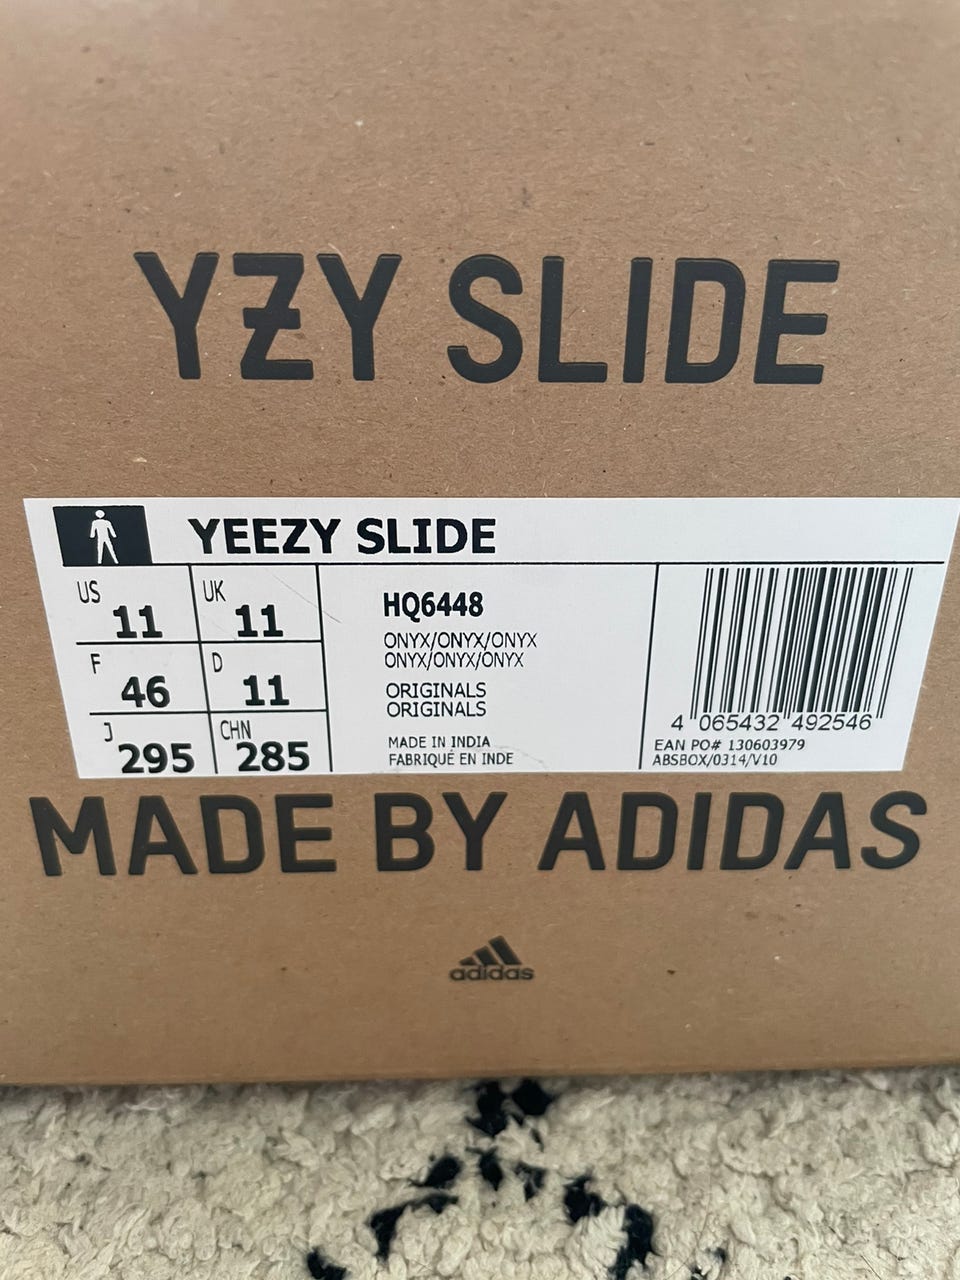 YZY SLIDE
YEEZY SLIDE
US 11 UK 11
F 46 D 11
J 295 CHN 285
HQ6448
ONYX/ONYX/ONYX
ONYX/ONYX/ONYX
ORIGINALS
ORIGINALS
MADE IN INDIA
FABRIQUÉ EN INDE
4 065432 492546
EAN PO# 130603979
ABSBOX/0314/V10
MADE BY ADIDAS
adidas